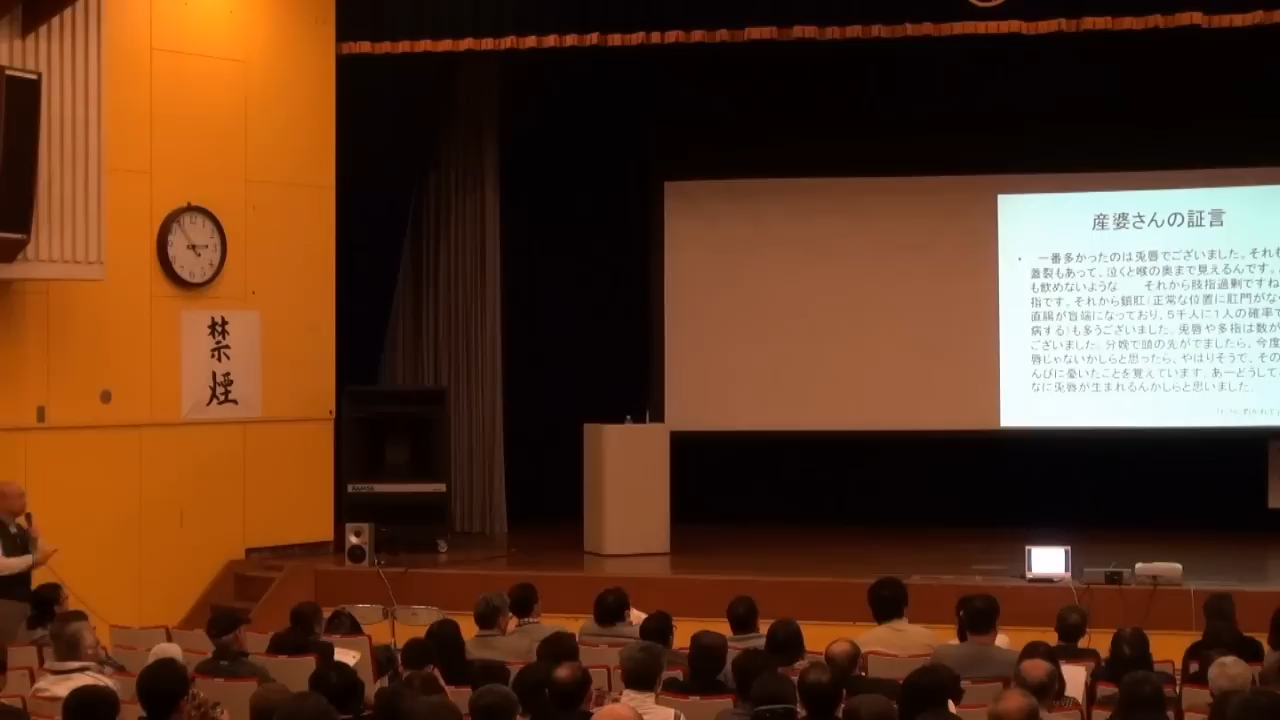 産婆さんの証言
・ 一番多かったのは兎唇でございました。それも
蓋裂もあって、泣くと喉の奥まで見えるんです。
も飲めないような それから肢指過剰ですね
指です。それから鎖肛(正常な位置に肛門がな
直腸が盲端になっており、5千人に1人の確率で
病する)も多うございました。兎唇や多指は数が
ございました。分娩で頭の先がでましたら、今度
唇じゃないかしらと思ったら、やはりそうで、その
んびに憂いたことを覚えています。あーどうして
なに兎唇が生まれるんかしらと思いました。
禁煙
RAMSA